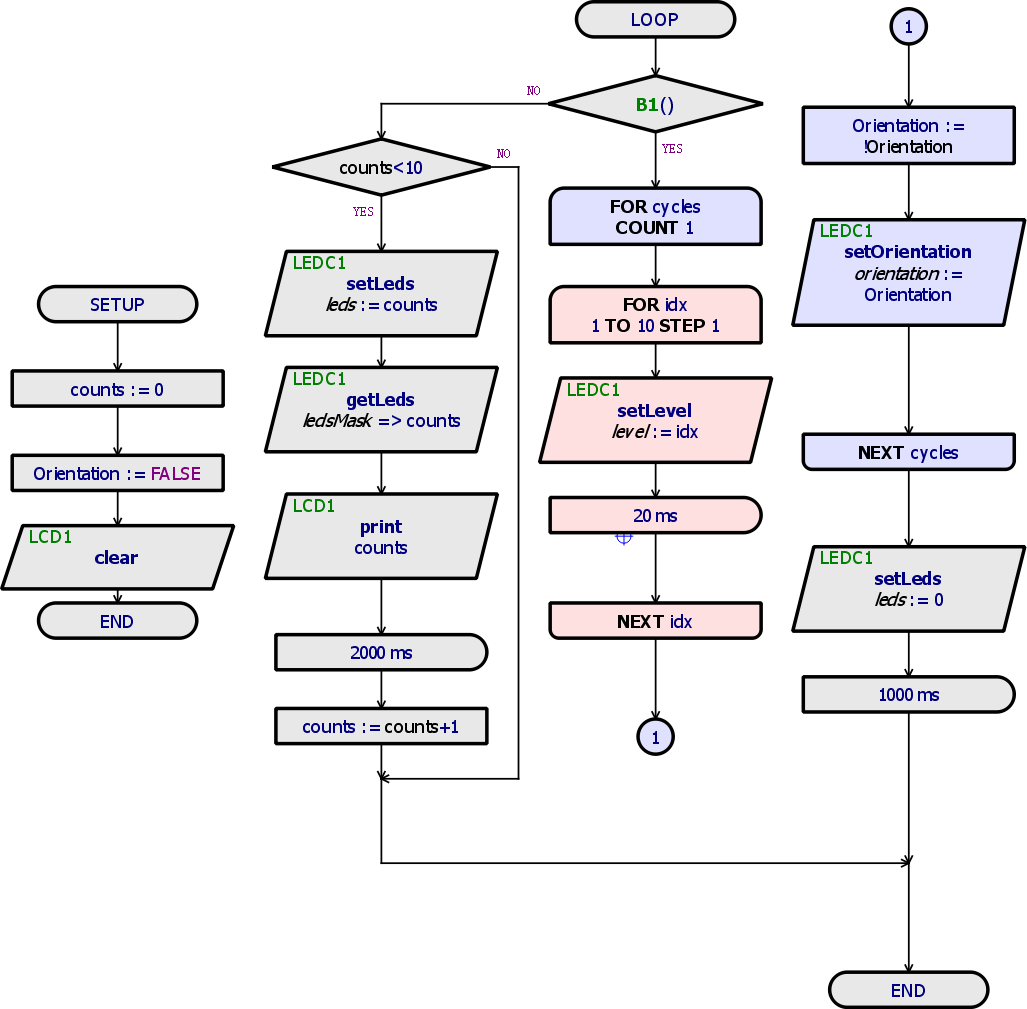 SETUP
counts := 0
Orientation := FALSE
LCD1
clear
END
LOOP
B1()
NO
YES
counts<10
NO
YES
LEDC1
setLeds
leds := counts
LEDC1
getLeds
ledsMask => counts
LCD1
print
counts
2000 ms
counts := counts+1
FOR cycles
COUNT 1
FOR idx
1 TO 10 STEP 1
LEDC1
setLevel
level := idx
20 ms
NEXT idx
1
1
Orientation :=
!Orientation
LEDC1
setOrientation
orientation :=
Orientation
NEXT cycles
LEDC1
setLeds
leds := 0
1000 ms
END